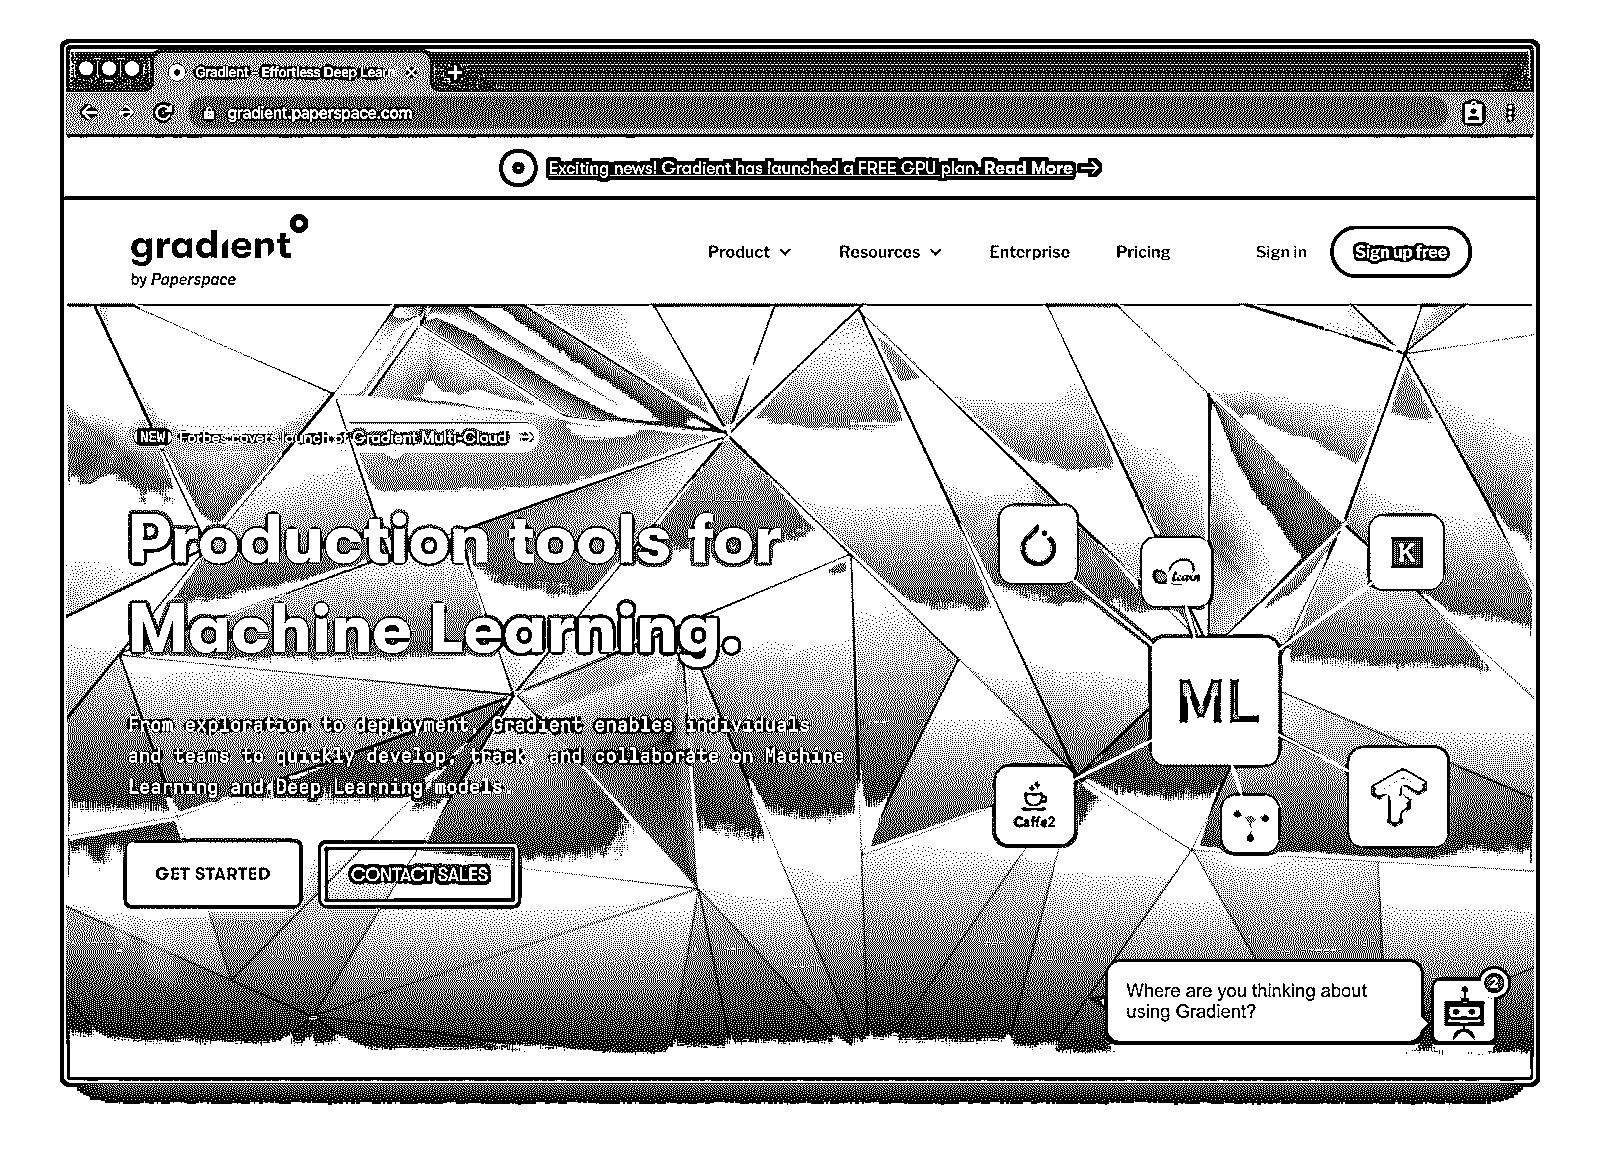 Gradient – Effortless Deep Lear
gradient.paperspace.com
Exciting news! Gradient has launched a FREE GPU plan. Read More
gradient
by Paperspace
Product
Resources
Enterprise
Pricing
Sign in
Sign up free
NEW Forbes covers launch of Gradient Multi-Cloud
Production tools for
Machine Learning.
From exploration to deployment, Gradient enables individuals
and teams to quickly develop, track, and collaborate on Machine
Learning and Deep Learning models.
GET STARTED
CONTACT SALES
learn
K
ML
Caffe2
Where are you thinking about
using Gradient?
2